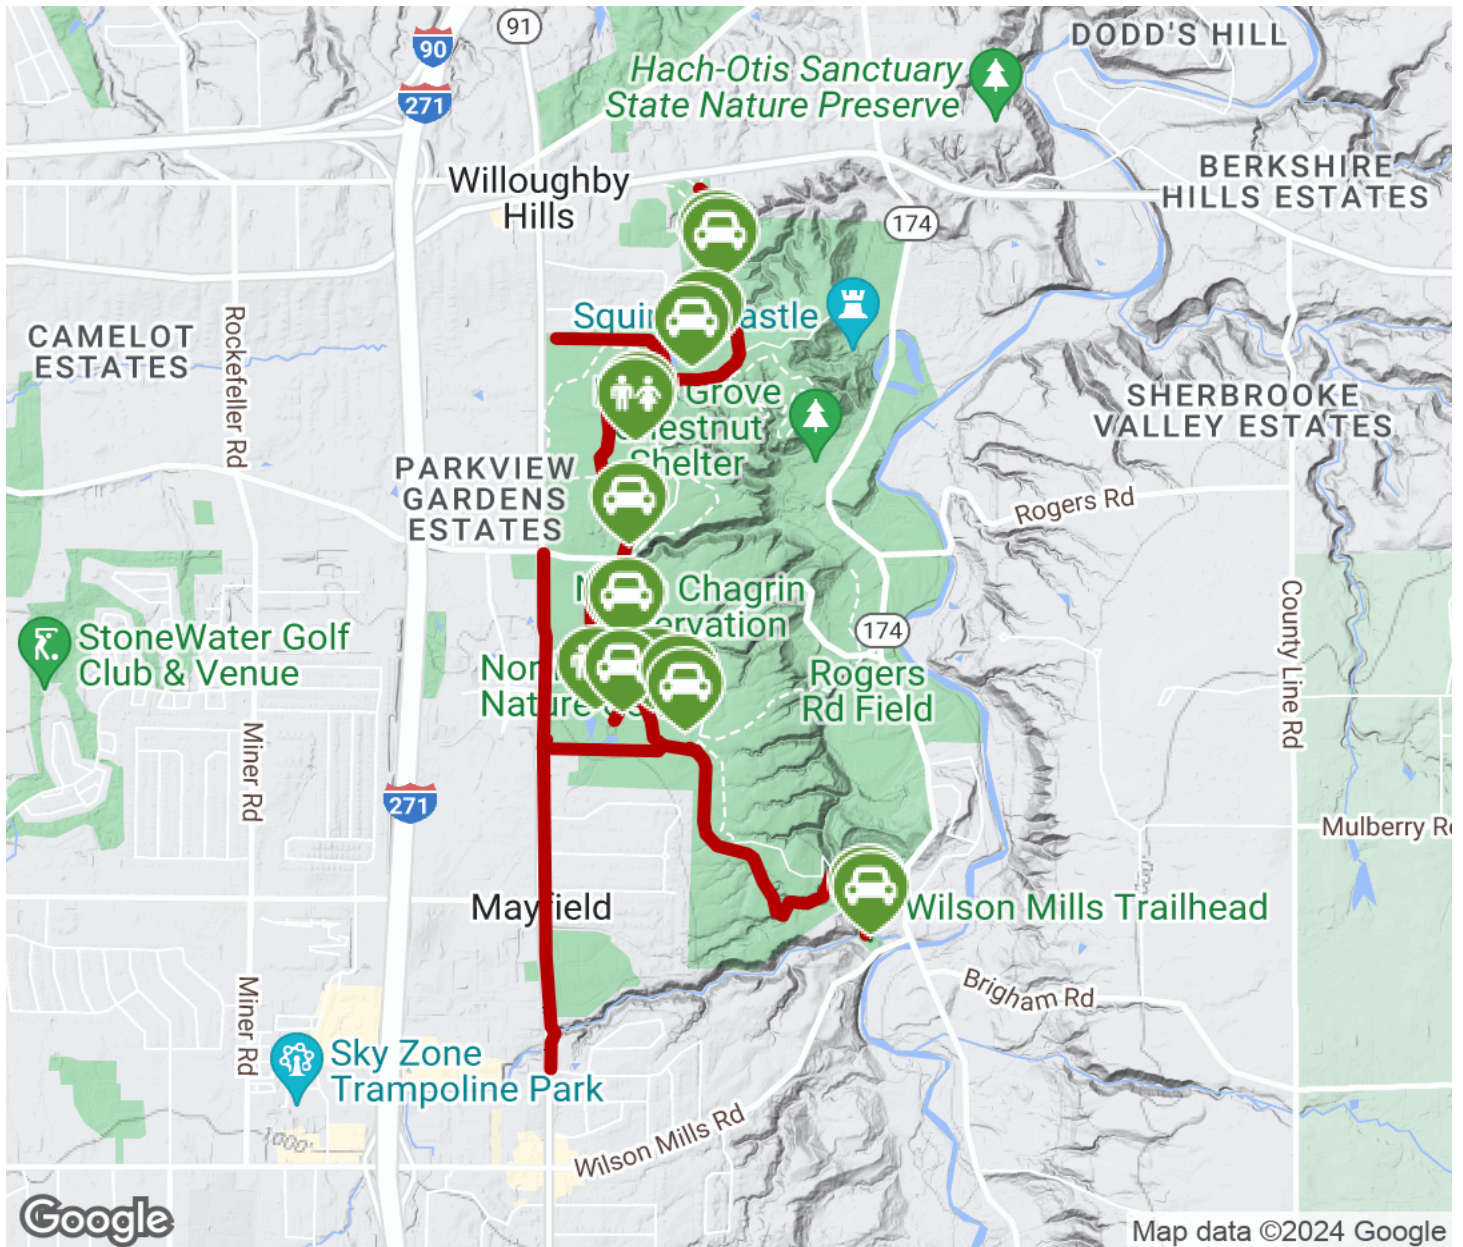 91
90
271
DODD'S HILL
Hach-Otis Sanctuary
State Nature Preserve
BERKSHIRE
HILLS ESTATES
Willoughby
Hills
174
CAMELOT
ESTATES
Rockefeller Rd
Grove
Shelter
SHERBROOKE
VALLEY ESTATES
PARKVIEW
GARDENS
ESTATES
Rogers Rd
Chagrin
County Line Rd
174
StoneWater Golf
Club & Venue
Rogers
Rd Field
Miner Rd
271
Mulberry
Mayfield
Wilson Mills Trailhead
Miner Rd
Brigham Rd
Sky Zone
Trampoline Park
1000'
Wilson Mills Rd
Google
Map data ©2024 Google